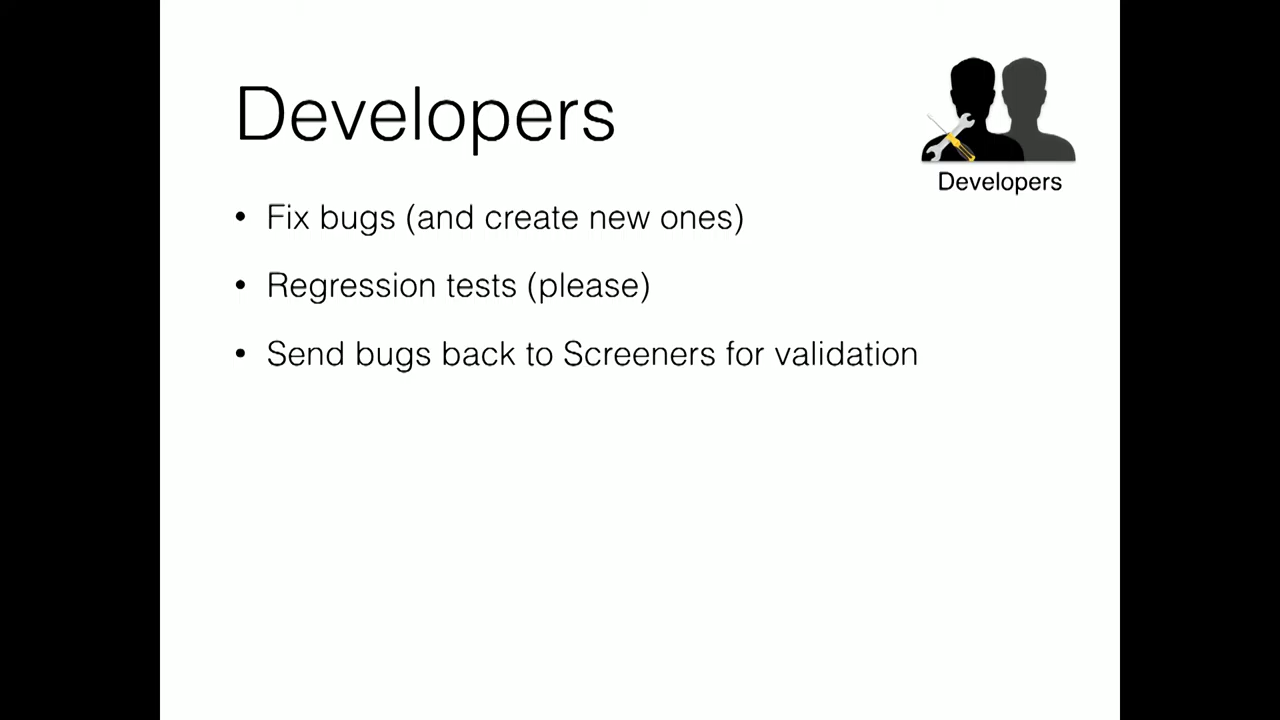 Developers
Developers
• Fix bugs (and create new ones)
• Regression tests (please)
• Send bugs back to Screeners for validation